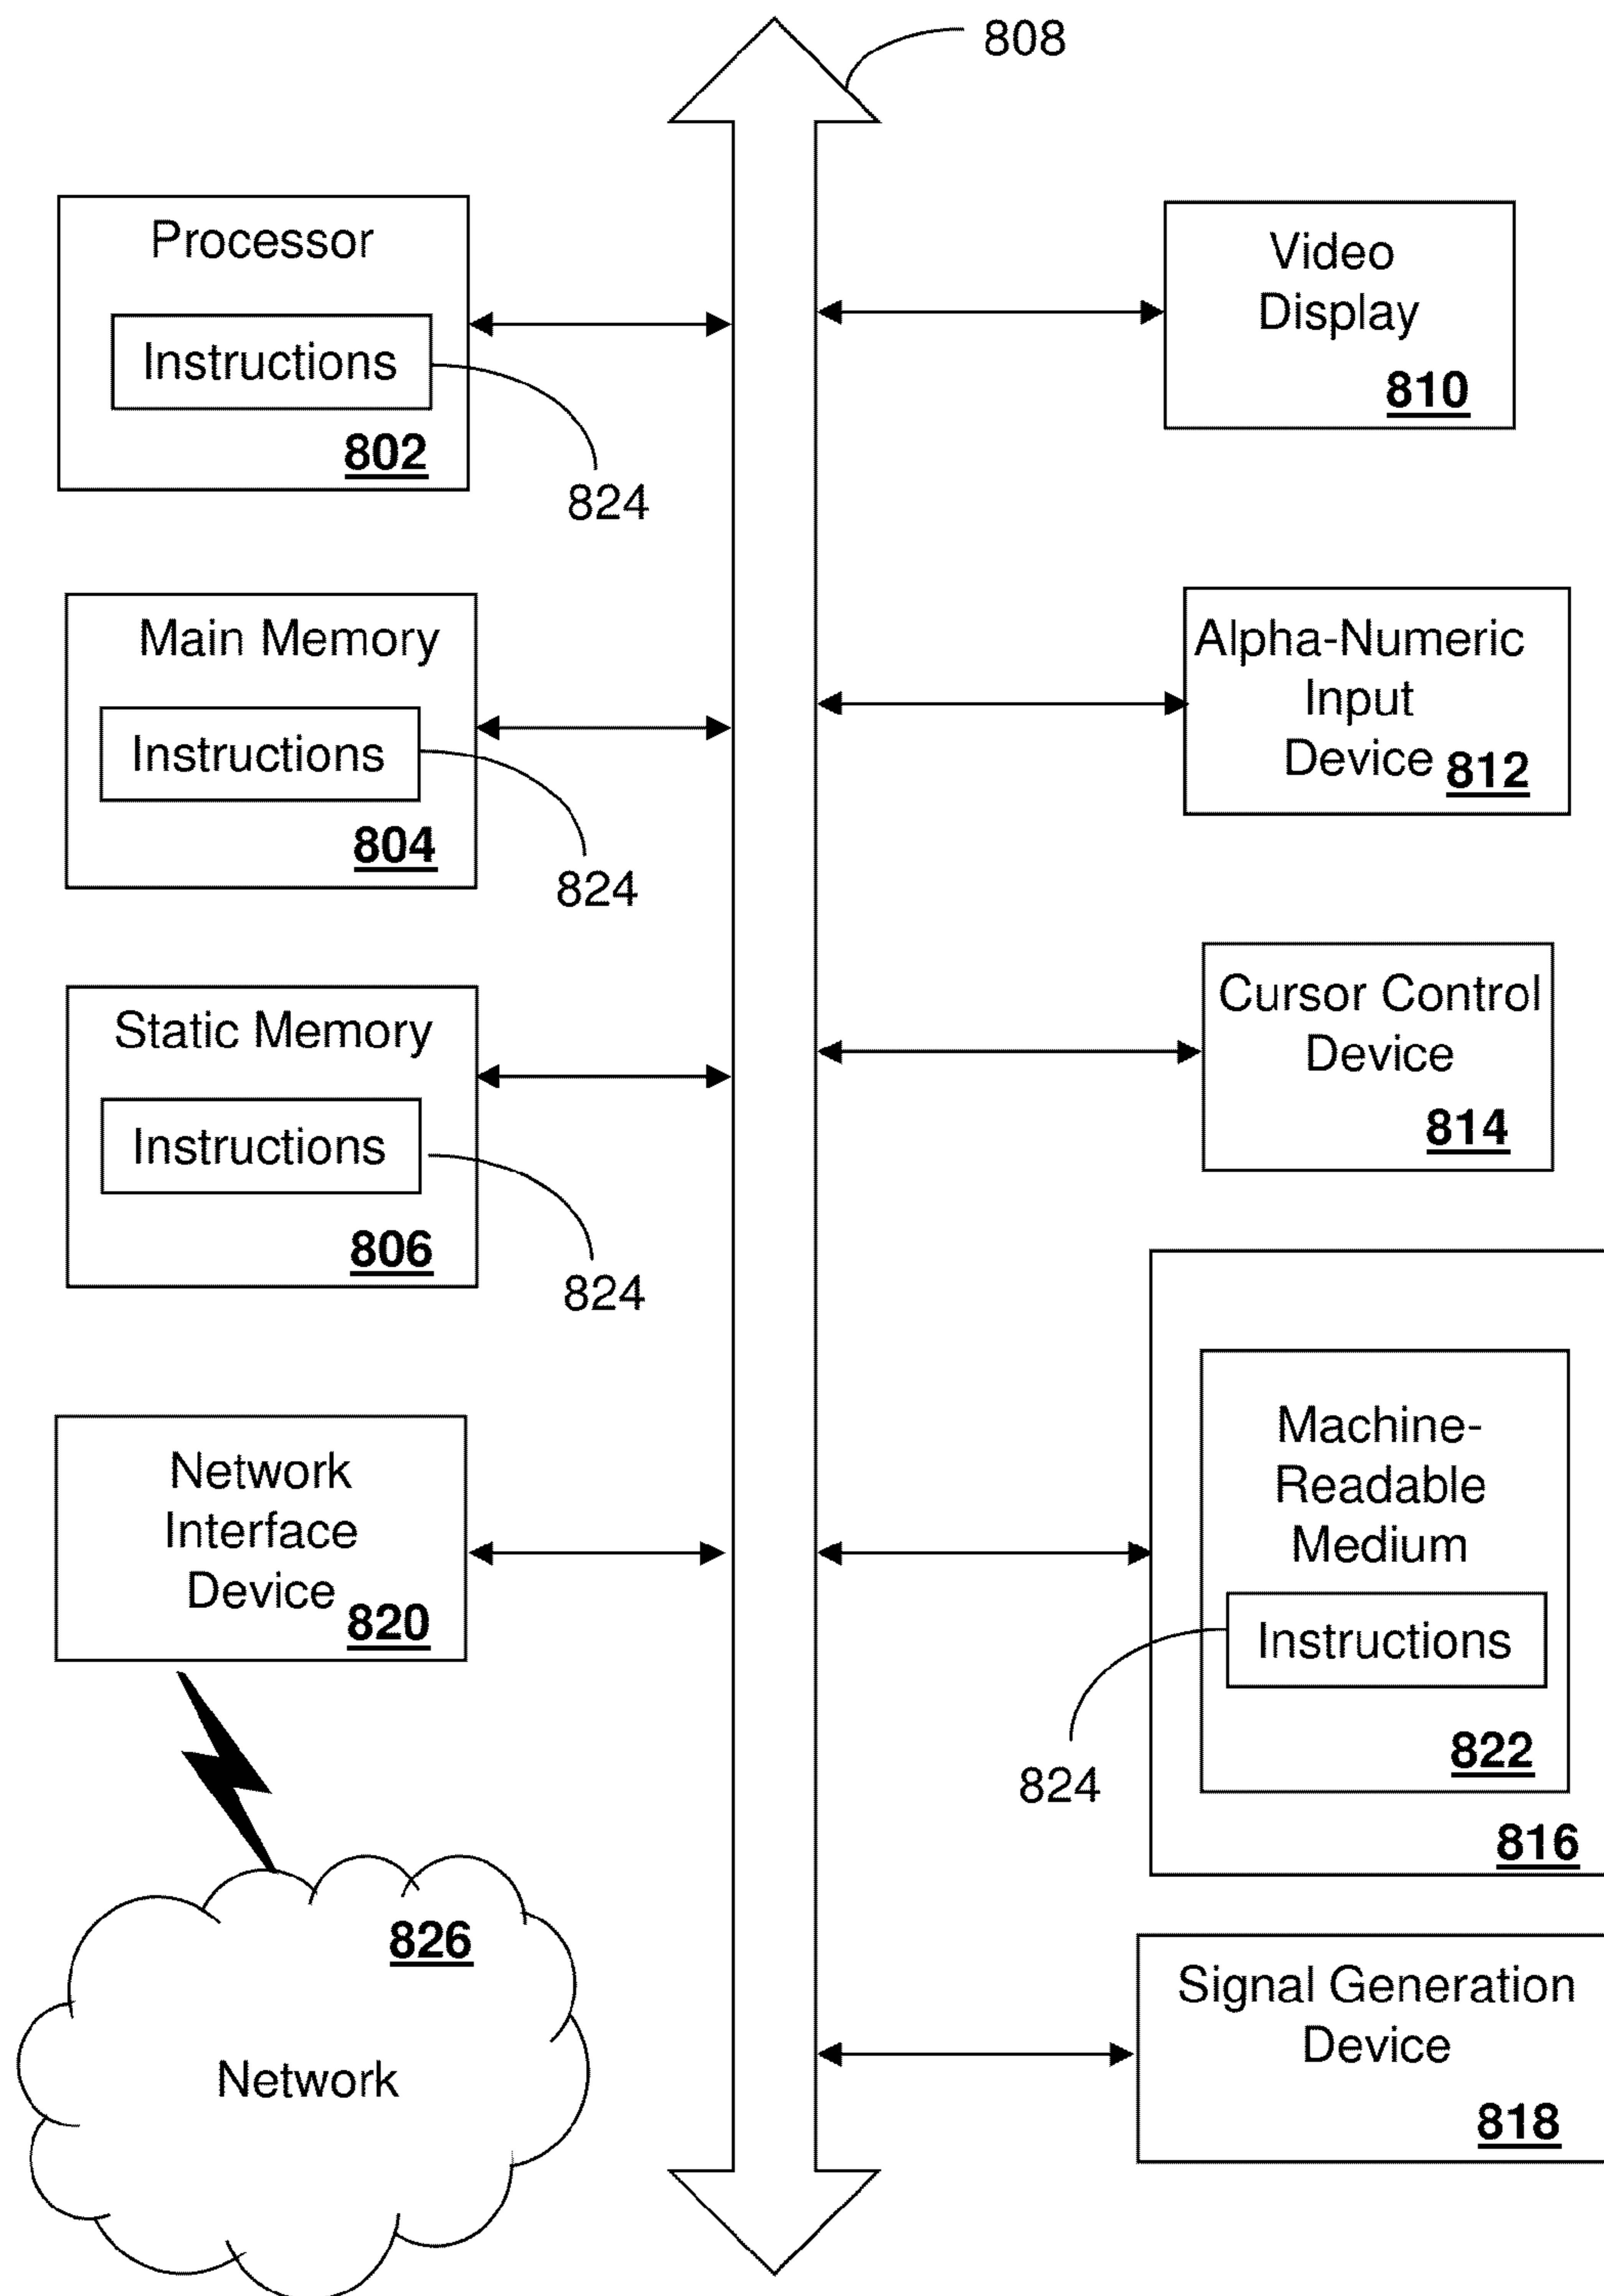 808
Processor
Instructions
802
824
Main Memory
Instructions
804
824
Static Memory
Instructions
806
824
Network
Interface
Device
820
826
Network
Video
Display
810
Alpha-Numeric
Input
Device 812
Cursor Control
Device
814
Machine-
Readable
Medium
Instructions
822
824
816
Signal Generation
Device
818